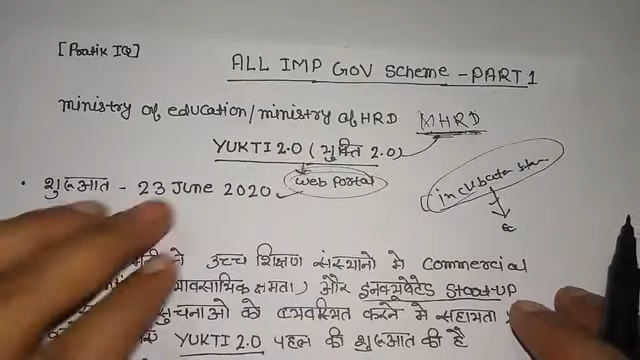 [Pratik IQ]
ALL IMP GOV Scheme - PART 1
ministry of education/ministry of HRD MHRD
YUKTI 2.0 (युक्ति 2.0)
Web Portal
• शुरूआत - 23 June 2020
उच्च शिक्षण संस्थानो मे Commercial
व्यावसायिक क्षमता) और इनक्यूबेटेड Start-UP
सूचनाओ को व्यवस्थित करने मे सहायता
YUKTI 2.0 पहल की शुरूआत की है